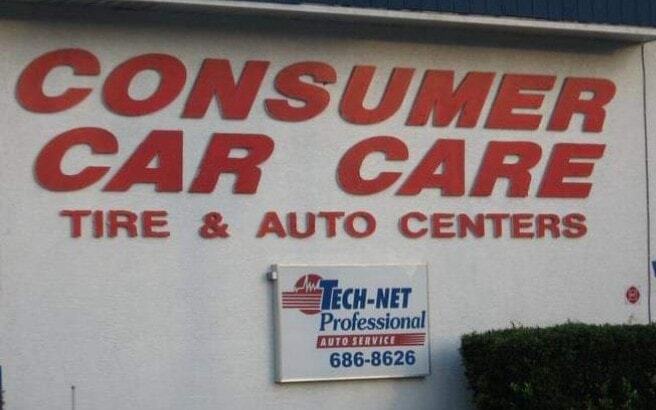 CONSUMER
CAR CARE
TIRE & AUTO CENTERS
TECH-NET
Professional
AUTO SERVICE
686-8626